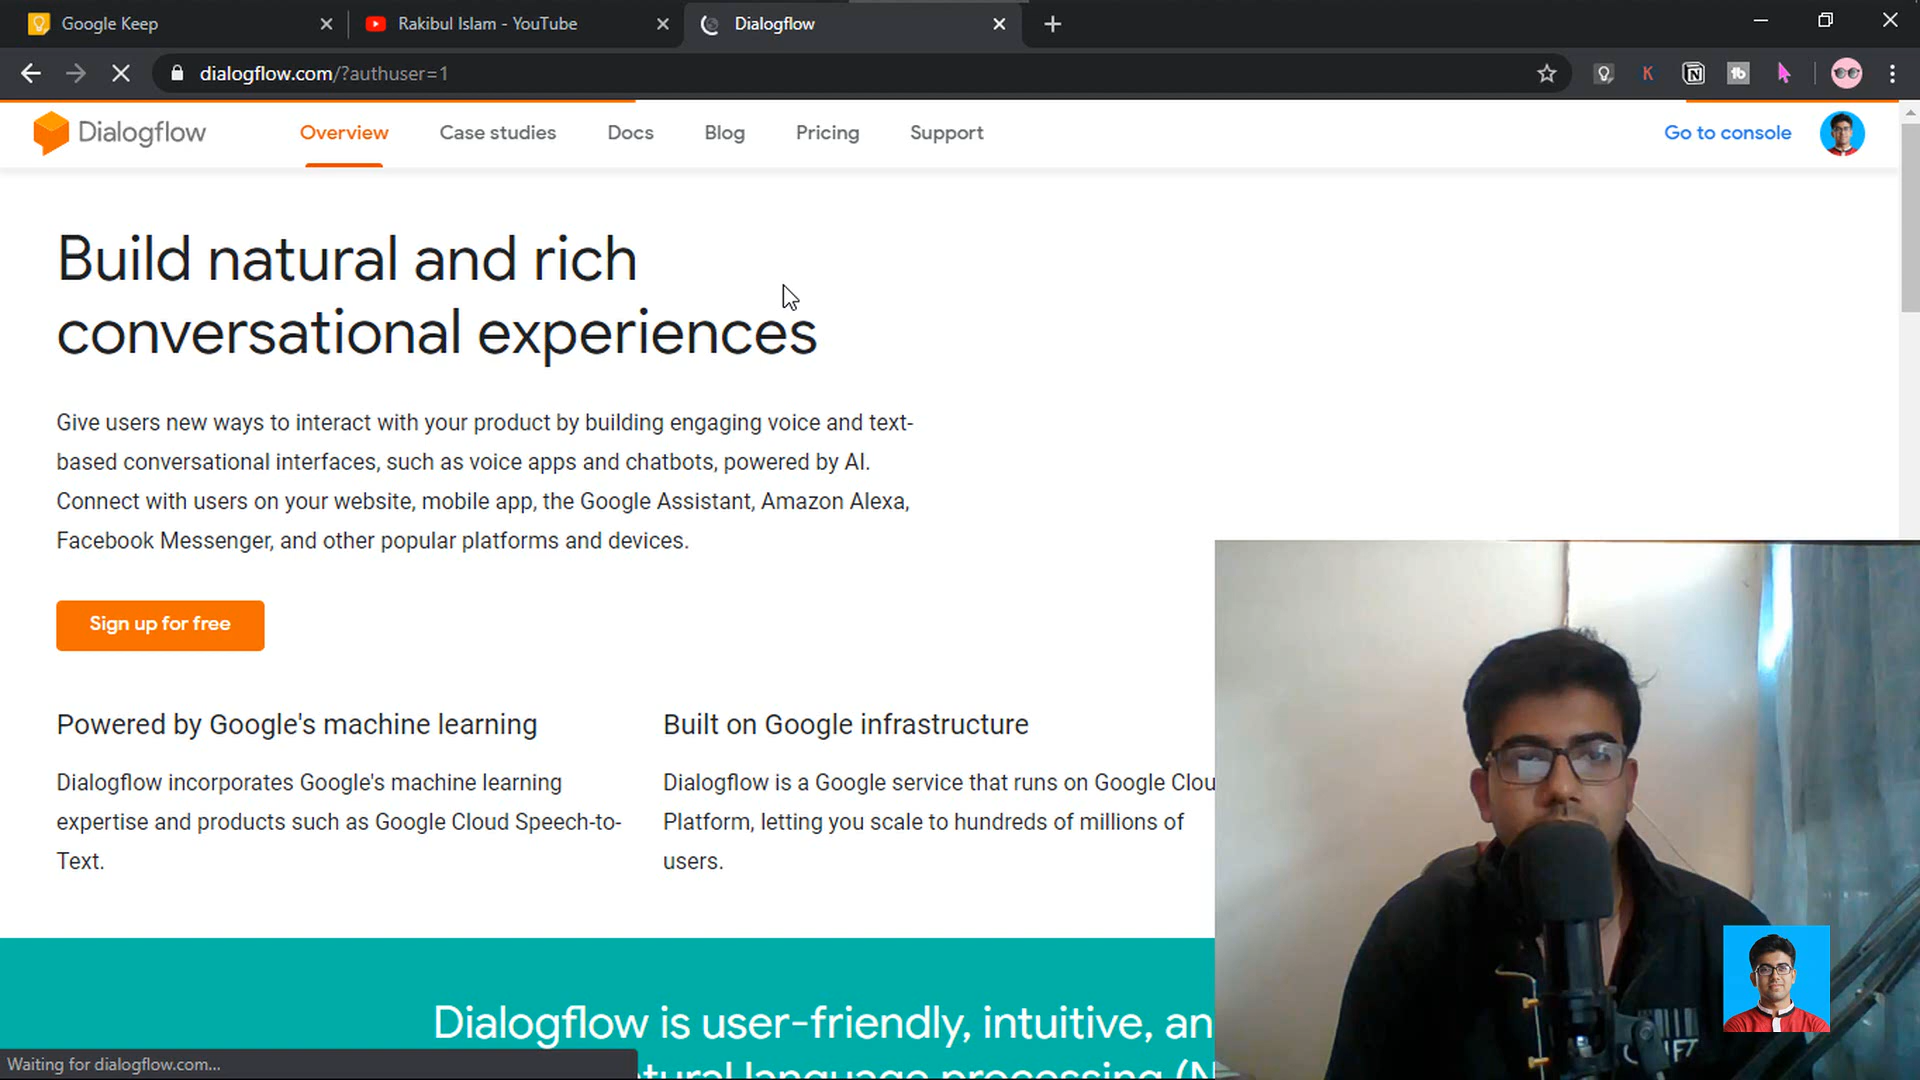 Google Keep
Rakibul Islam - YouTube
Dialogflow
dialogflow.com/?authuser=1
Dialogflow
Overview
Case studies
Docs
Blog
Pricing
Support
Go to console
Build natural and rich
conversational experiences
Give users new ways to interact with your product by building engaging voice and text-
based conversational interfaces, such as voice apps and chatbots, powered by AI.
Connect with users on your website, mobile app, the Google Assistant, Amazon Alexa,
Facebook Messenger, and other popular platforms and devices.
Sign up for free
Powered by Google's machine learning
Dialogflow incorporates Google's machine learning
expertise and products such as Google Cloud Speech-to-
Text.
Built on Google infrastructure
Dialogflow is a Google service that runs on Google Clou
Platform, letting you scale to hundreds of millions of
users.
Dialogflow is user-friendly, intuitive, an
tural language processing (N
Waiting for dialogflow.com...